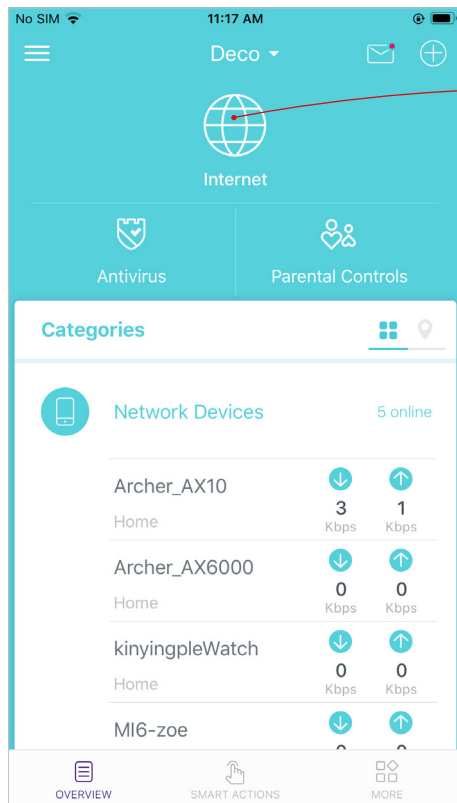 No SIM 11:17 AM
Deco
Internet
Antivirus Parental Controls
Categories
Network Devices 5 online
Archer_AX10
Home
3 1
Kbps Kbps
Archer_AX6000
Home
0 0
Kbps Kbps
kinyingpleWatch
Home
0 0
Kbps Kbps
MI6-zoe
OVERVIEW SMART ACTIONS MORE